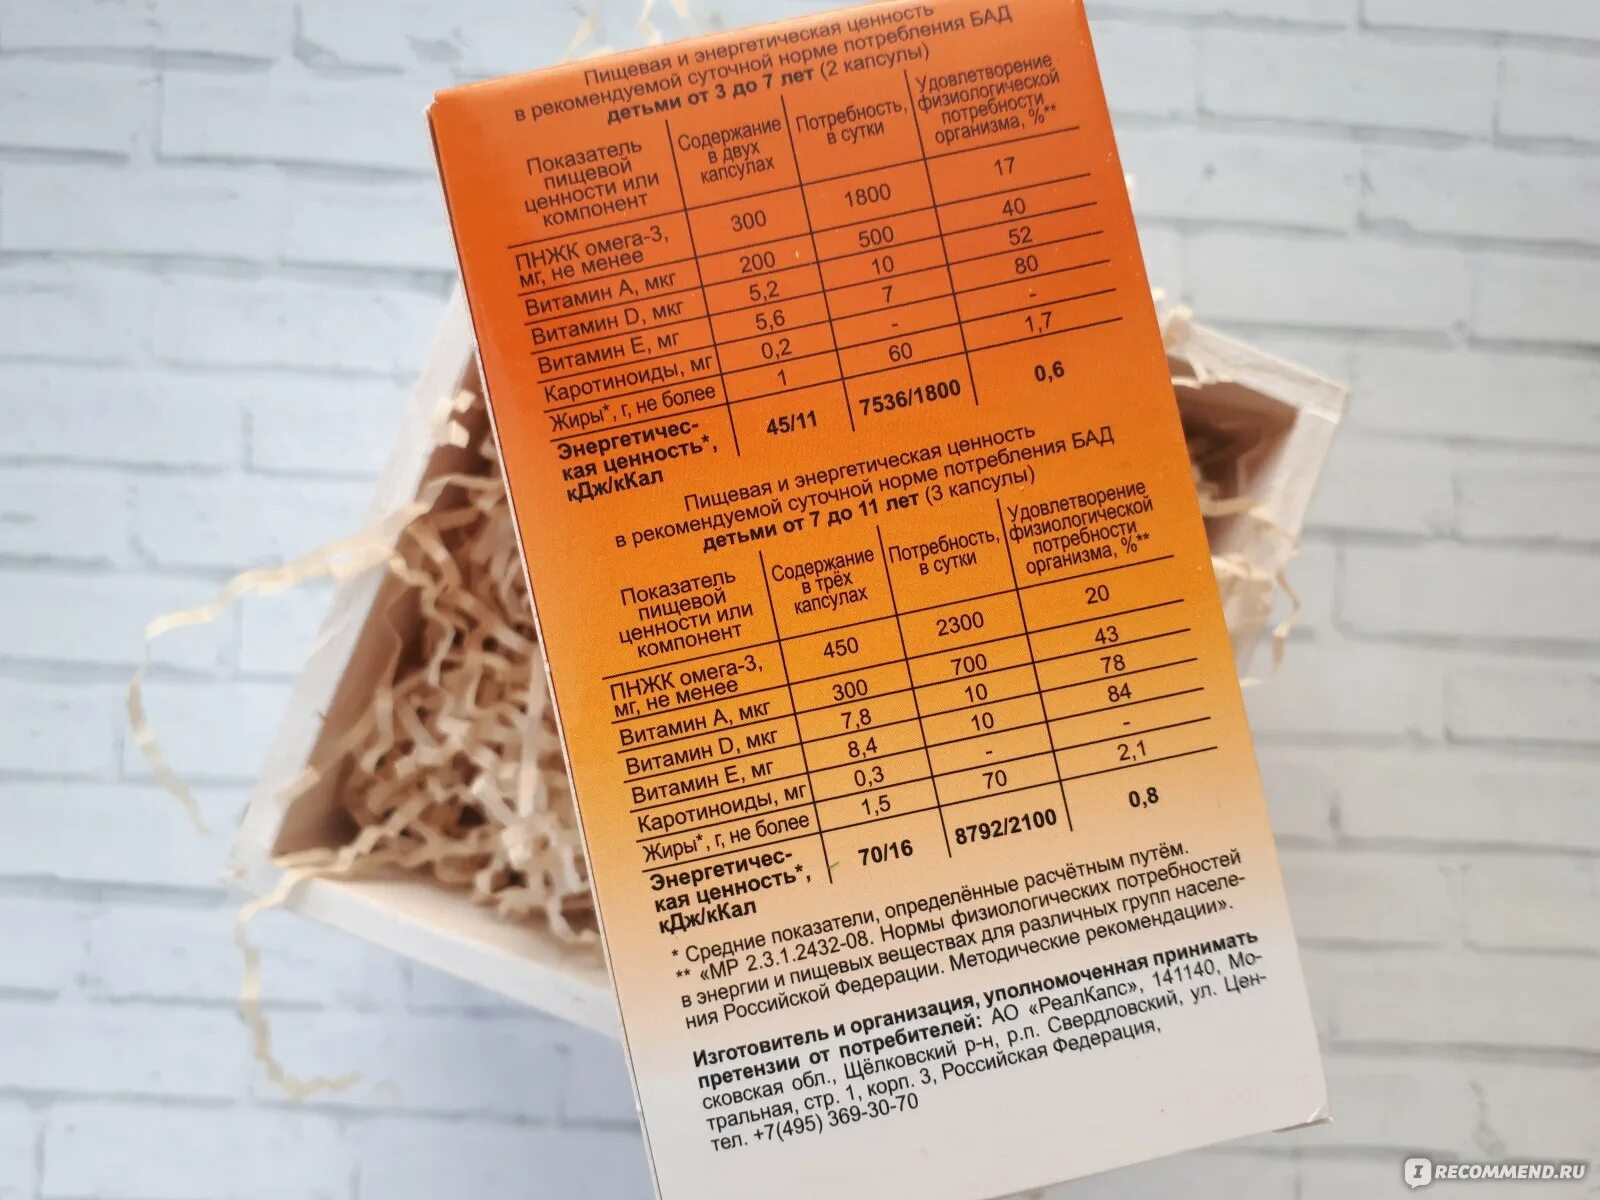 Пищевая и энергетическая ценность
в рекомендуемой суточной норме потребления БАД
детьми от 3 до 7 лет (2 капсулы)
Показатель пищевой ценности или компонент | Содержание в двух капсулах | Потребность, в сутки | Удовлетворение физиологической потребности организма, %**
ПНЖК омега-3, мг, не менее 300 1800 17
Витамин А, мкг 200 500 40
Витамин D, мкг 5,2 10 52
Витамин Е, мг 5,6 7 80
Каротиноиды, мг 0,2 - -
Жиры*, г, не более 1 60 1,7
Энергетичес-
кая ценность*, 45/11 7536/1800 0,6
кДж/кКал
Пищевая и энергетическая ценность
в рекомендуемой суточной норме потребления БАД
детьми от 7 до 11 лет (3 капсулы)
Показатель пищевой ценности или компонент | Содержание в трёх капсулах | Потребность, в сутки | Удовлетворение физиологической потребности организма, %**
ПНЖК омега-3, мг, не менее 450 2300 20
Витамин А, мкг 300 700 43
Витамин D, мкг 7,8 10 78
Витамин Е, мг 8,4 10 84
Каротиноиды, мг 0,3 - -
Жиры*, г, не более 1,5 70 2,1
Энергетичес-
кая ценность*, 70/16 8792/2100 0,8
кДж/кКал
* Средние показатели, определённые расчётным путём.
** «МР 2.3.1.2432-08. Нормы физиологических потребностей
в энергии и пищевых веществах для различных групп населе-
ния Российской Федерации. Методические рекомендации».
Изготовитель и организация, уполномоченная принимать
претензии от потребителей: АО «РеалКапс», 141140, Мо-
сковская обл., Щёлковский р-н, р.п. Свердловский, ул. Цен-
тральная, стр. 1, корп. 3, Российская Федерация,
тел. +7(495) 369-30-70
IRECOMMEND.RU